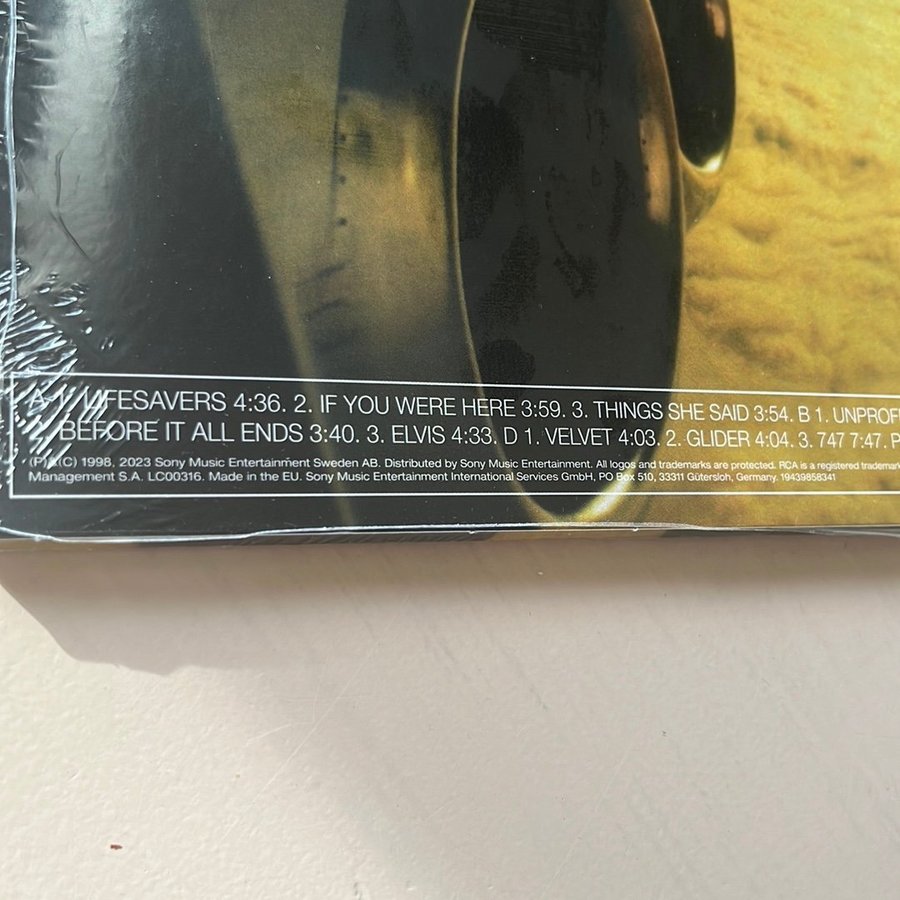 A 1. LIFESAVERS 4:36. 2. IF YOU WERE HERE 3:59. 3. THINGS SHE SAID 3:54. B 1. UNPROF
BEFORE IT ALL ENDS 3:40. 3. ELVIS 4:33. D 1. VELVET 4:03. 2. GLIDER 4:04. 3. 747 7:47. P
(P)&(C) 1998, 2023 Sony Music Entertainment Sweden AB. Distributed by Sony Music Entertainment. All logos and trademarks are protected. RCA is a registered trademark
Management S.A. LC00316. Made in the EU. Sony Music Entertainment International Services GmbH, PO Box 510, 33311 Gütersloh, Germany. 19439858341